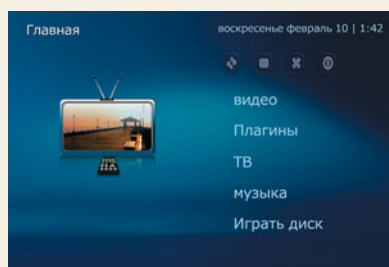 Главная
воскресенье февраль 10 | 1:42
видео
Плагины
ТВ
музыка
Играть диск